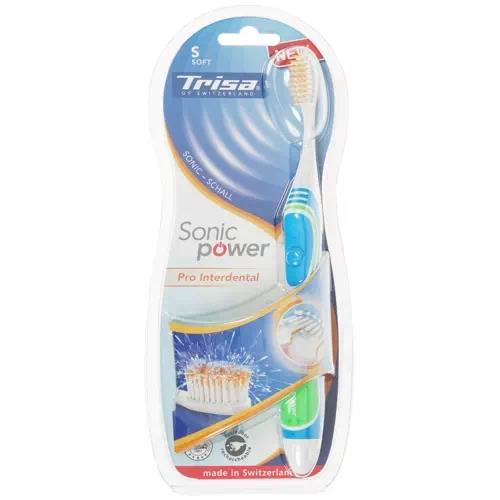 S
SOFT
NEW
Trisa
OF SWITZERLAND
SONIC – SCHALL
Sonic
power
Pro Interdental
made in Switzerland